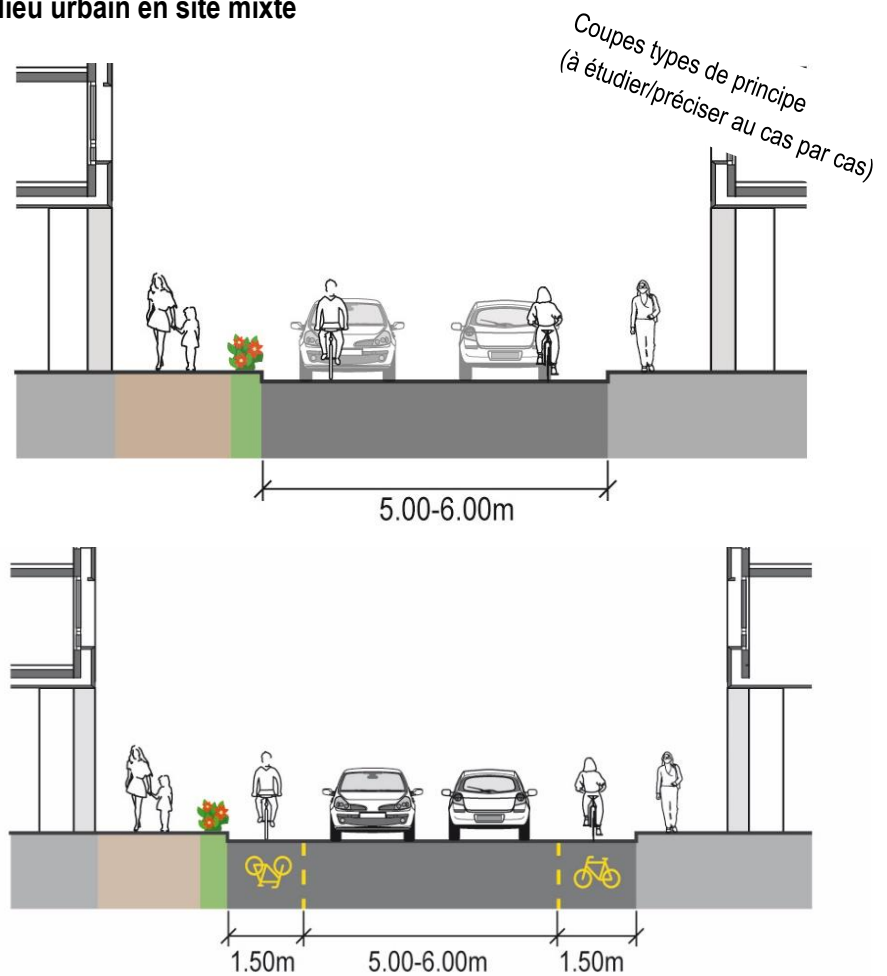 lieu urbain en site mixte
Coupes types de principe
(à étudier/préciser au cas par cas)
5.00-6.00m
1.50m
5.00-6.00m
1.50m